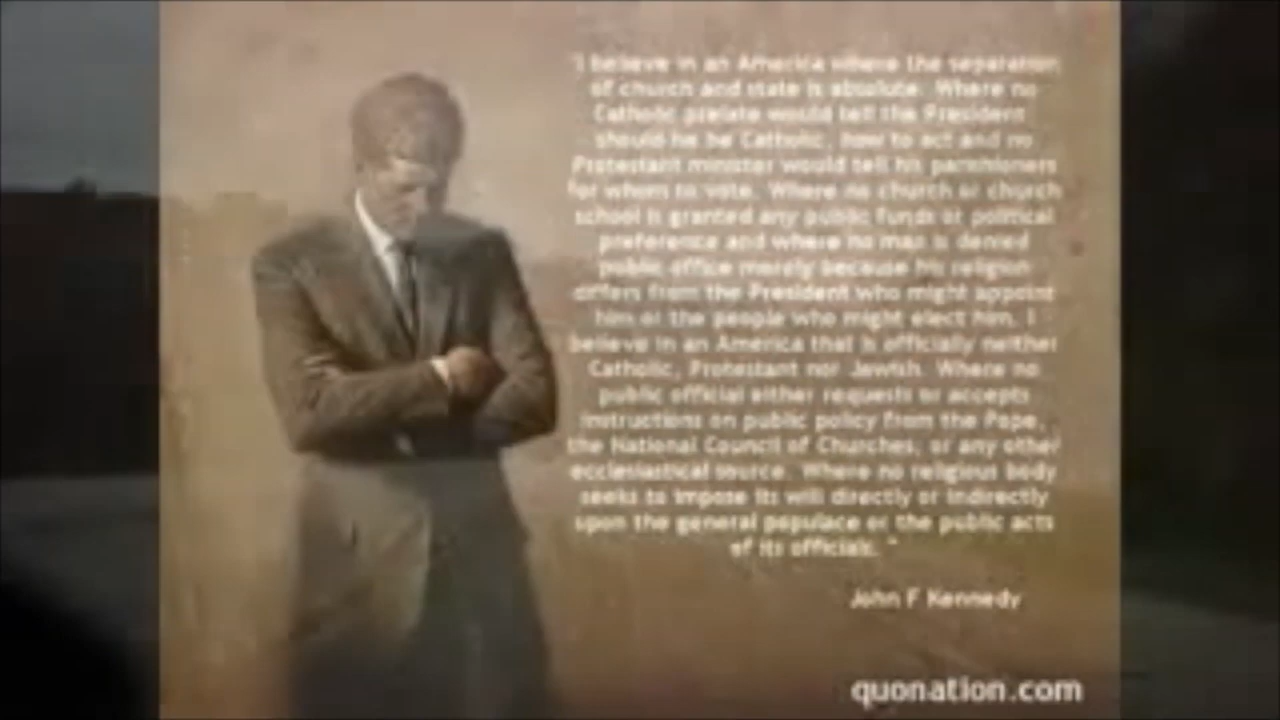 "I believe in an America where the separation
of church and state is absolute. Where no
Catholic prelate would tell the President
should he be Catholic, how to act and no
Protestant minister would tell his parishioners
for whom to vote. Where no church or church
school is granted any public funds or political
preference and where no man is denied
public office merely because his religion
differs from the President who might appoint
him or the people who might elect him. I
believe in an America that is officially neither
Catholic, Protestant nor Jewish. Where no
public official either requests or accepts
instructions on public policy from the Pope,
the National Council of Churches, or any other
ecclesiastical source. Where no religious body
seeks to impose its will directly or indirectly
upon the general populace or the public acts
of its officials. "
John F Kennedy
quonation.com